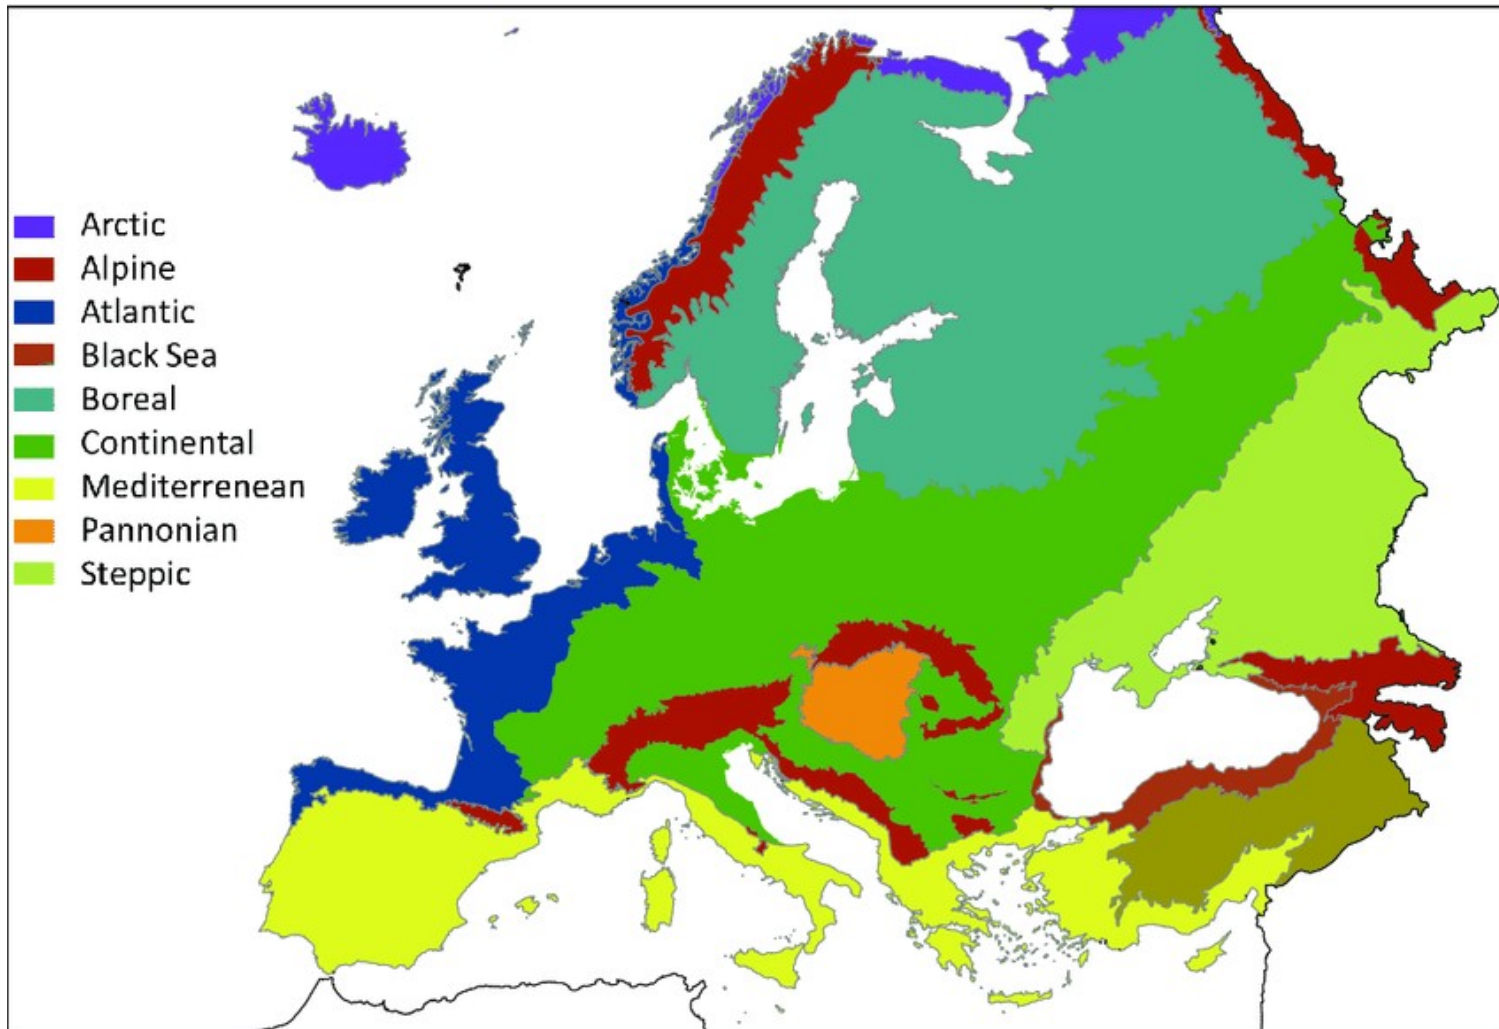 Arctic
Alpine
Atlantic
Black Sea
Boreal
Continental
Mediterrenean
Pannonian
Steppic